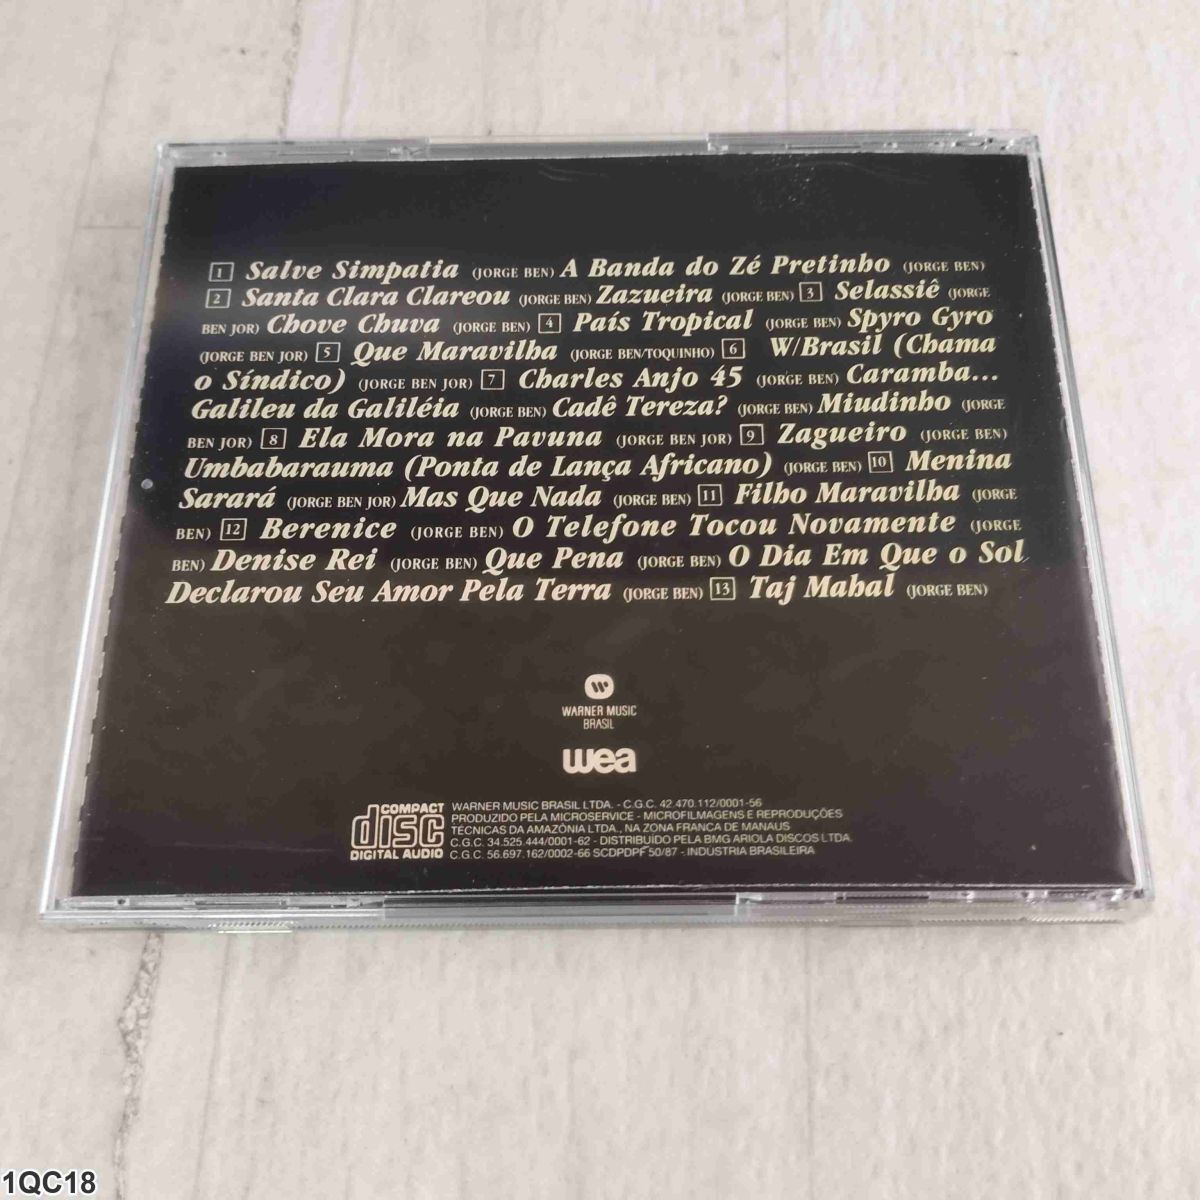 1 Salve Simpatia (JORGE BEN) A Banda do Zé Pretinho (JORGE BEN)
2 Santa Clara Clareou (JORGE BEN) Zazueira (JORGE BEN) 3 Selassiê (JORGE
BEN JOR) Chove Chuva (JORGE BEN) 4 País Tropical (JORGE BEN) Spyro Gyro
(JORGE BEN JOR) 5 Que Maravilha (JORGE BEN/TOQUINHO) 6 W/Brasil (Chama
o Síndico) (JORGE BEN JOR) 7 Charles Anjo 45 (JORGE BEN) Caramba...
Galileu da Galiléia (JORGE BEN) Cadê Tereza? (JORGE BEN) Miudinho (JORGE
BEN JOR) 8 Ela Mora na Pavuna (JORGE BEN JOR) 9 Zagueiro (JORGE BEN)
Umbabarauma (Ponta de Lança Africano) (JORGE BEN) 10 Menina
Sarará (JORGE BEN JOR) Mas Que Nada (JORGE BEN) 11 Filho Maravilha (JORGE
BEN) 12 Berenice (JORGE BEN) O Telefone Tocou Novamente (JORGE
BEN) Denise Rei (JORGE BEN) Que Pena (JORGE BEN) O Dia Em Que o Sol
Declarou Seu Amor Pela Terra (JORGE BEN) 13 Taj Mahal (JORGE BEN)
WARNER MUSIC
BRASIL
wea
COMPACT
disc
DIGITAL AUDIO
WARNER MUSIC BRASIL LTDA. - C.G.C. 42.470.112/0001-56
PRODUZIDO PELA MICROSERVICE - MICROFILMAGENS E REPRODUÇÕES
TÉCNICAS DA AMAZÔNIA LTDA., NA ZONA FRANCA DE MANAUS
C.G.C. 34.525.444/0001-62 - DISTRIBUÍDO PELA BMG ARIOLA DISCOS LTDA.
C.G.C. 56.697.162/0002-66 SCDPDPF 50/87 - INDÚSTRIA BRASILEIRA
1QC18